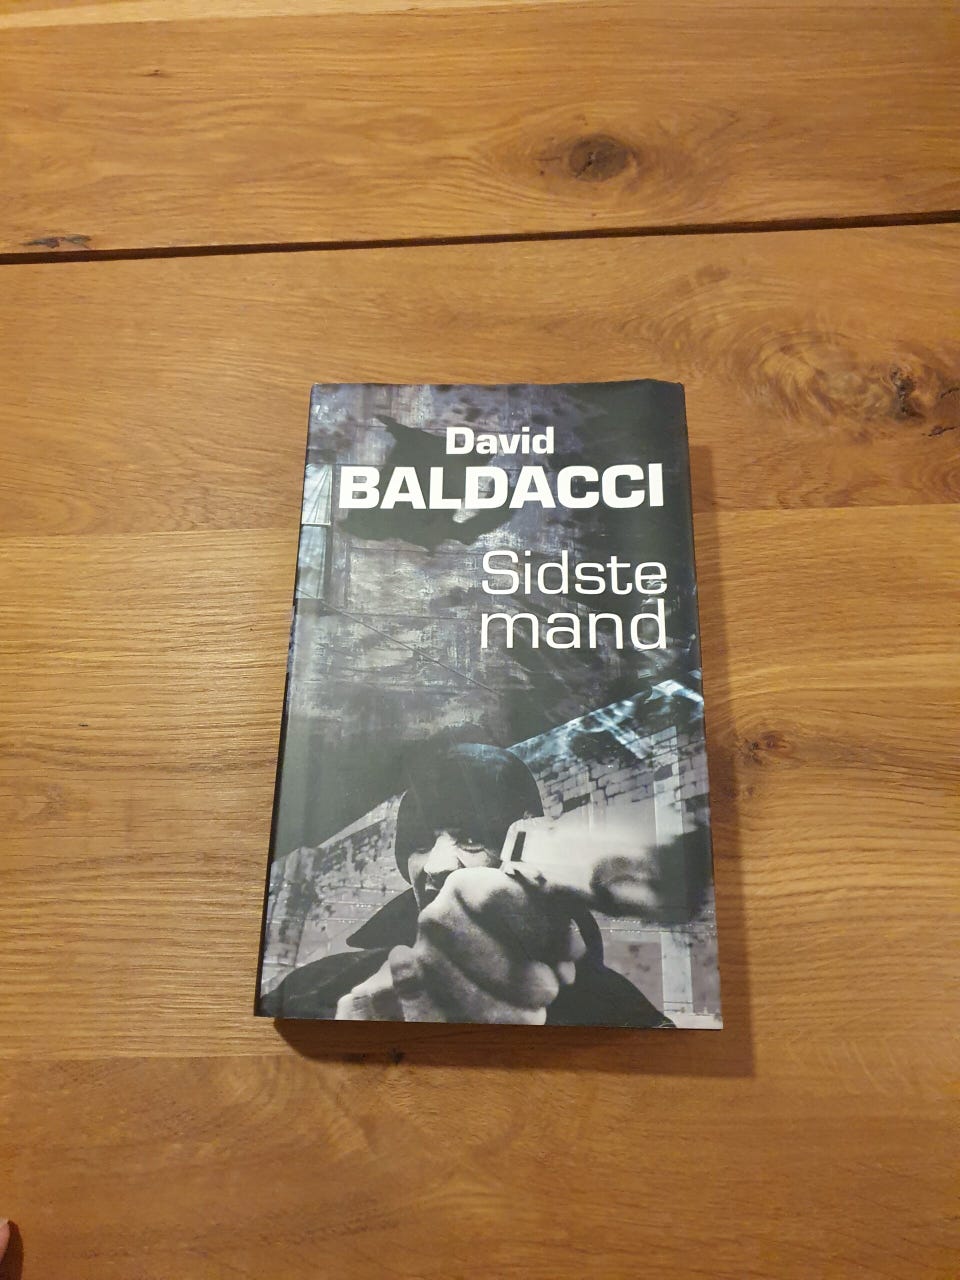 David
BALDACCI
Sidste
mand